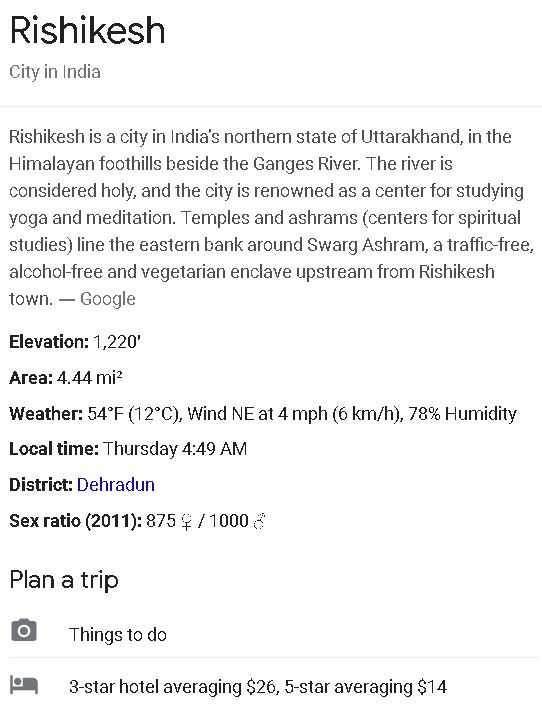 Rishikesh
City in India
Rishikesh is a city in India's northern state of Uttarakhand, in the
Himalayan foothills beside the Ganges River. The river is
considered holy, and the city is renowned as a center for studying
yoga and meditation. Temples and ashrams (centers for spiritual
studies) line the eastern bank around Swarg Ashram, a traffic-free,
alcohol-free and vegetarian enclave upstream from Rishikesh
town. — Google
Elevation: 1,220′
Area: 4.44 mi²
Weather: 54°F (12°C), Wind NE at 4 mph (6 km/h), 78% Humidity
Local time: Thursday 4:49 AM
District: Dehradun
Sex ratio (2011): 875 ♀ / 1000 ♂
Plan a trip
Things to do
3-star hotel averaging $26, 5-star averaging $14